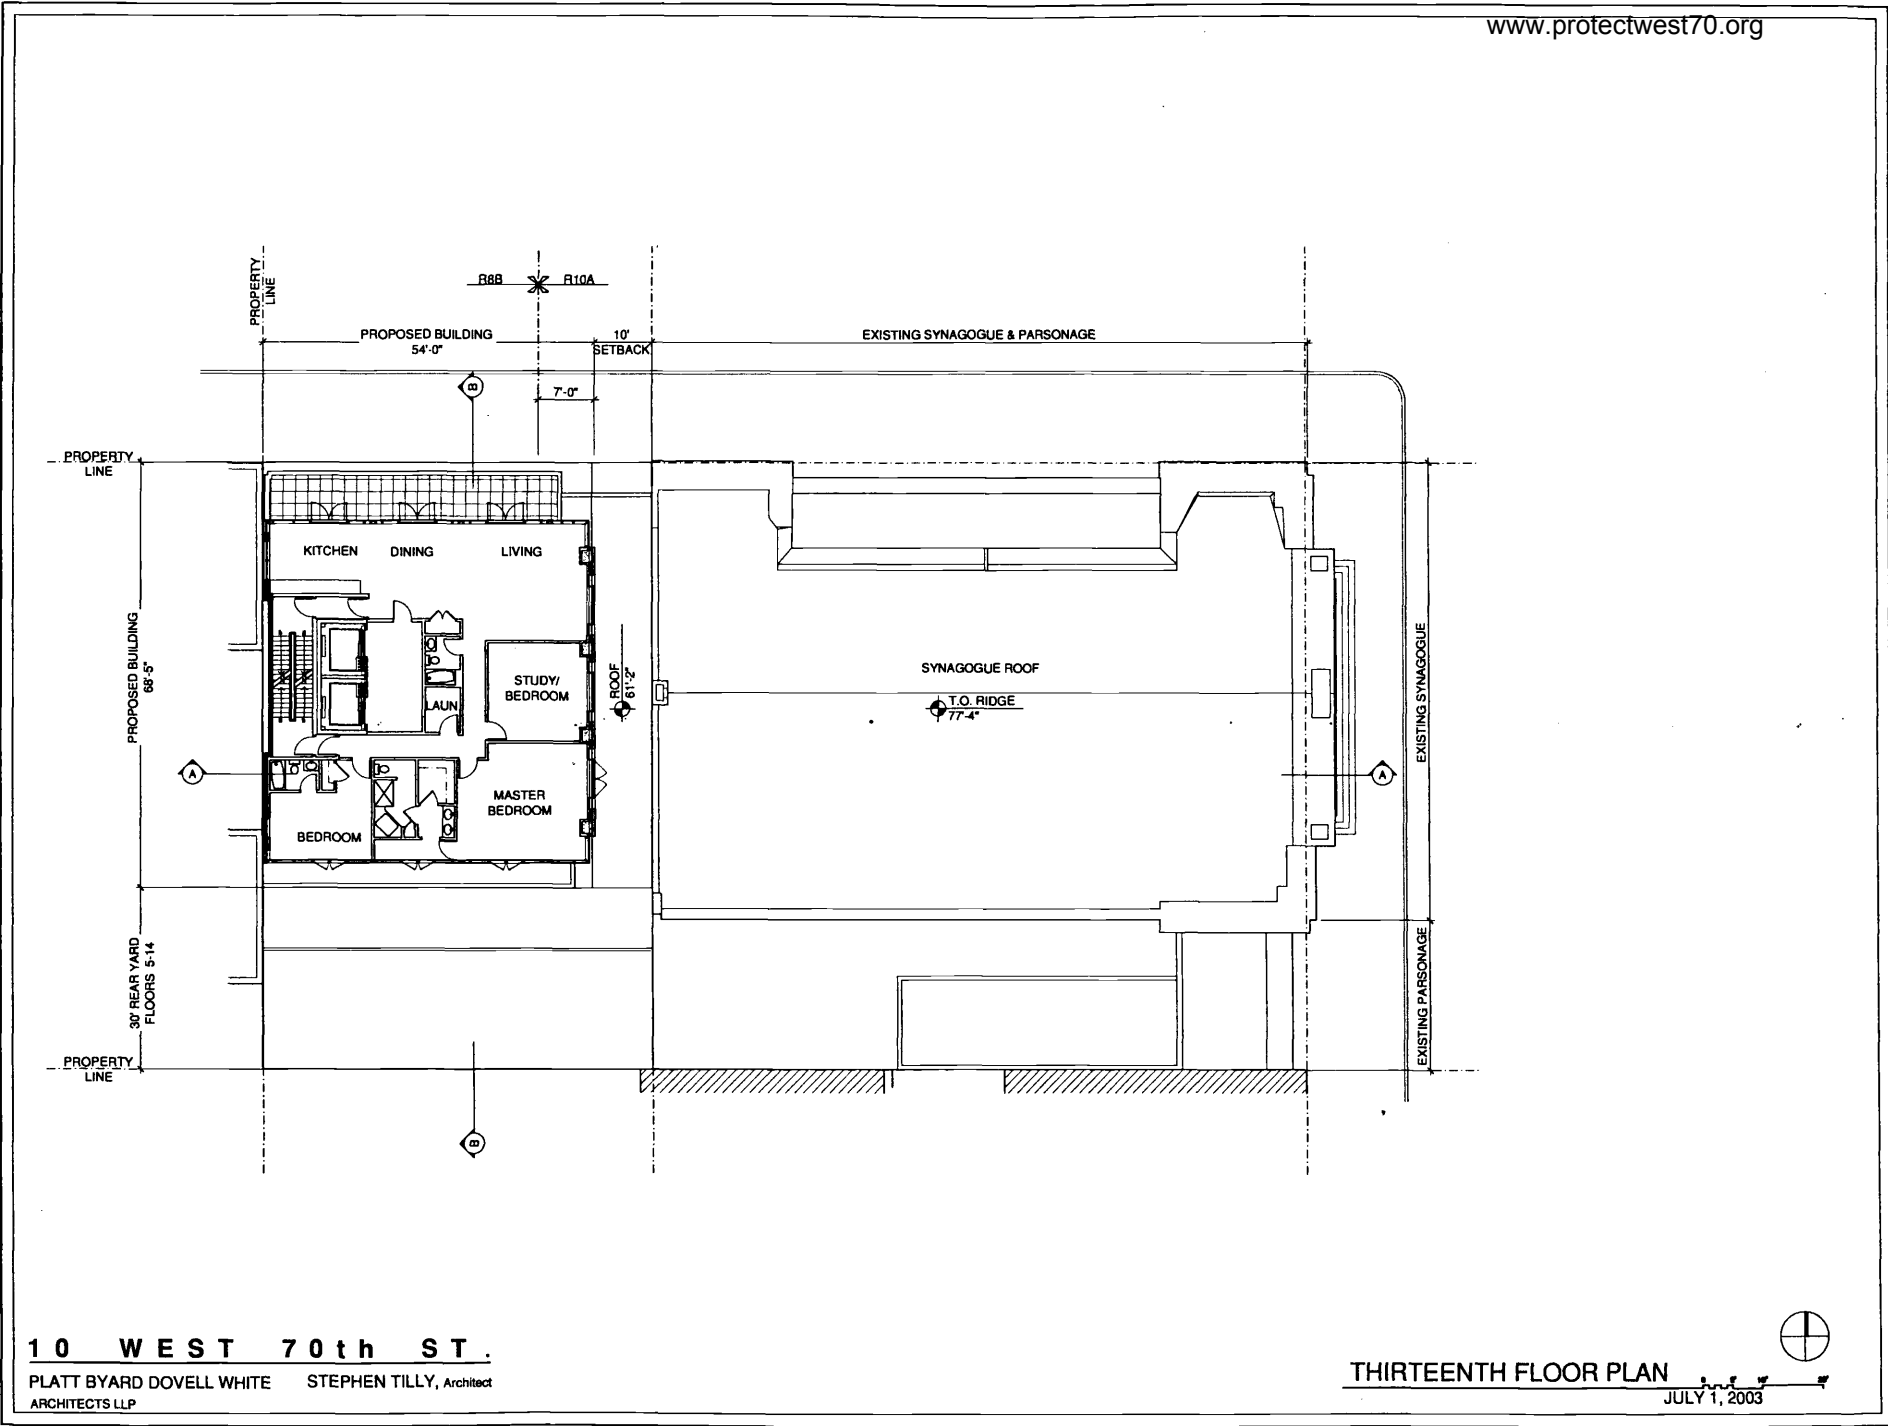 www.protectwest70.org
PROPERTY
LINE
R8B
R10A
PROPOSED BUILDING
54'-0"
10'
SETBACK
EXISTING SYNAGOGUE & PARSONAGE
B
7'-0"
PROPERTY
LINE
KITCHEN
DINING
LIVING
PROPOSED BUILDING
68'-5"
STUDY/
BEDROOM
LAUN
ROOF
61'-2"
SYNAGOGUE ROOF
T.O. RIDGE
77'-4"
EXISTING SYNAGOGUE
A
A
MASTER
BEDROOM
BEDROOM
30' REAR YARD
FLOORS 5-14
EXISTING PARSONAGE
PROPERTY
LINE
B
10 WEST 70th ST.
PLATT BYARD DOVELL WHITE
STEPHEN TILLY, Architect
ARCHITECTS LLP
THIRTEENTH FLOOR PLAN
JULY 1, 2003